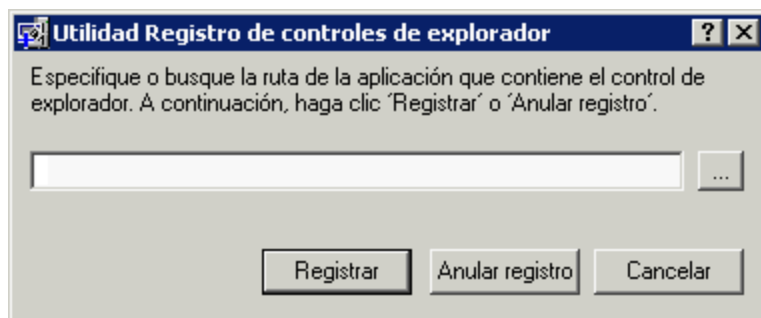 Utilidad Registro de controles de explorador
Especifique o busque la ruta de la aplicación que contiene el control de
explorador. A continuación, haga clic ´Registrar´ o ´Anular registro´.
...
Registrar
Anular registro
Cancelar